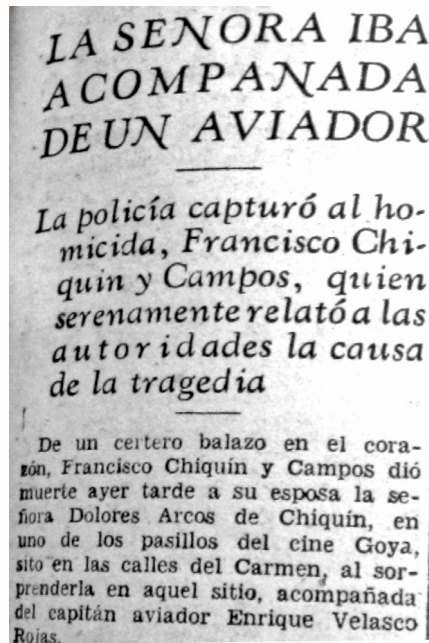 LA SEÑORA IBA
ACOMPAÑADA
DE UN AVIADOR
La policía capturó al ho-
micida, Francisco Chi-
quin y Campos, quien
serenamente relató a las
autoridades la causa
de la tragedia
De un certero balazo en el cora-
zón, Francisco Chiquín y Campos dió
muerte ayer tarde a su esposa la se-
ñora Dolores Arcos de Chiquín, en
uno de los pasillos del cine Goya,
sito en las calles del Carmen, al sor-
prenderla en aquel sitio, acompañada
del capitán aviador Enrique Velasco
Rojas.